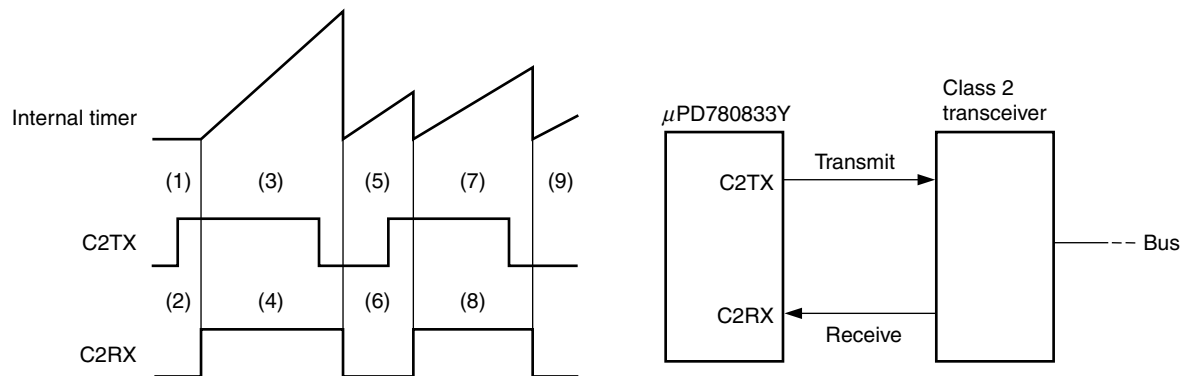 Internal timer
(1)
(3)
(5)
(7)
(9)
C2TX
(2)
(4)
(6)
(8)
C2RX
μPD780833Y
Class 2
transceiver
C2TX
Transmit
Bus
C2RX
Receive